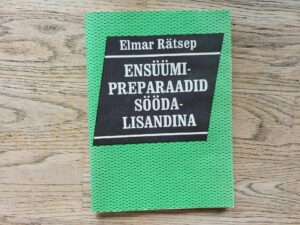 Elmar Rätsep
ENSÜÜMI-
PREPARAADID
SÖÖDA-
LISANDINA